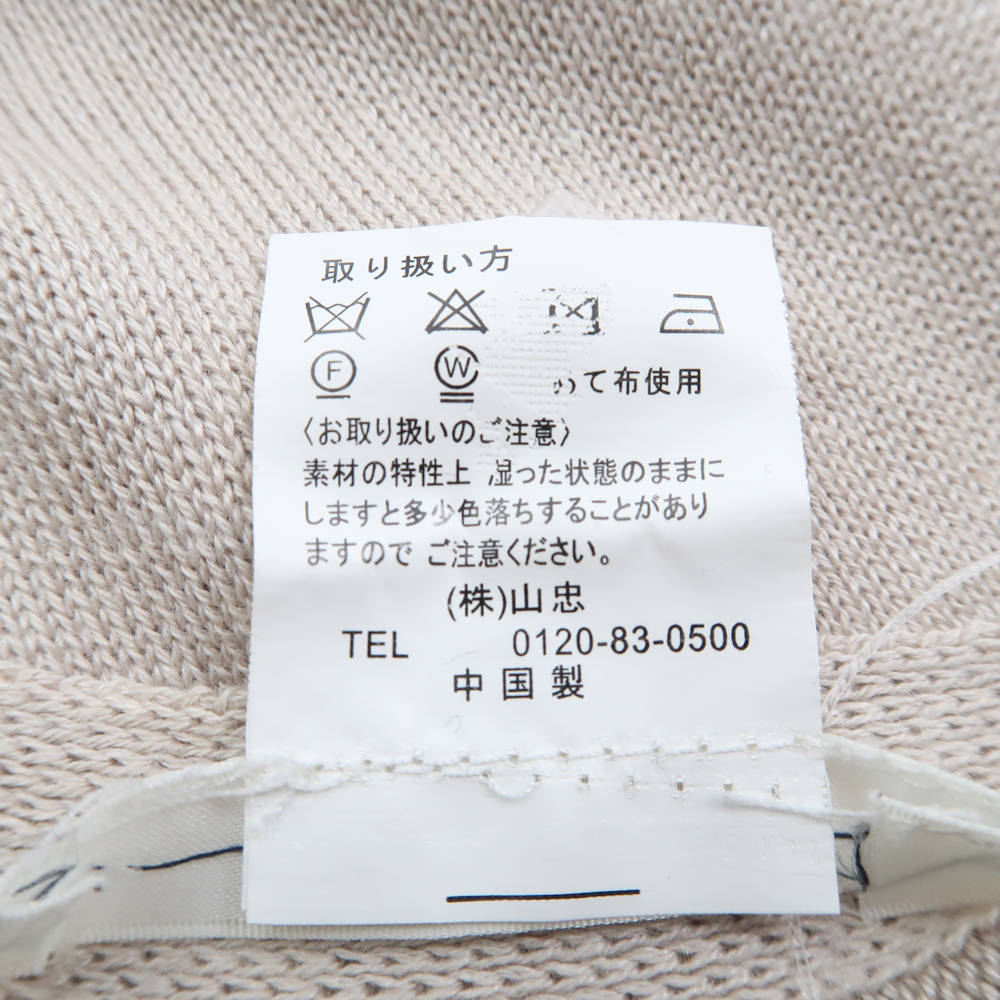 取り扱い方
F W て布使用
〈お取り扱いのご注意〉
素材の特性上 湿った状態のままに
しますと多少色落ちすることがあり
ますので ご注意ください。
(株)山忠
TEL 0120-83-0500
中国製